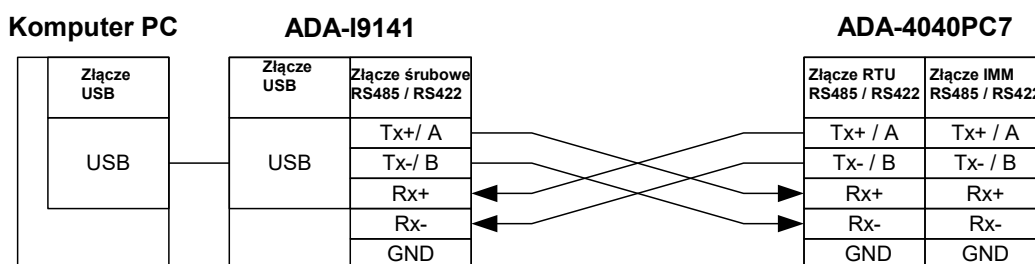 Komputer PC
ADA-I9141
ADA-4040PC7
Złącze
USB
Złącze
USB
Złącze śrubowe
RS485 / RS422
Złącze RTU
RS485 / RS422
Złącze IMM
RS485 / RS422
USB
USB
Tx+/ A
Tx-/ B
Rx+
Rx-
GND
Tx+ / A
Tx- / B
Rx+
Rx-
GND
Tx+ / A
Tx- / B
Rx+
Rx-
GND